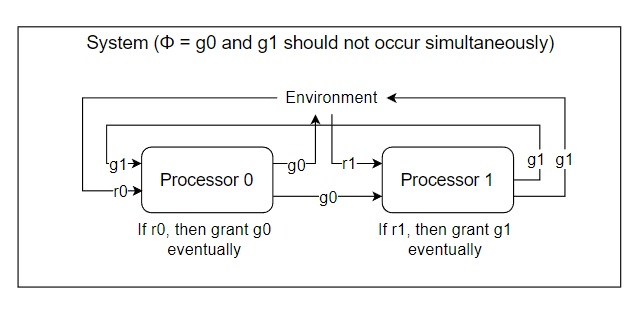 System (Φ = g0 and g1 should not occur simultaneously)
Environment
g1
r0
Processor 0
g0
r1
g0
Processor 1
g1 g1
If r0, then grant g0
eventually
If r1, then grant g1
eventually